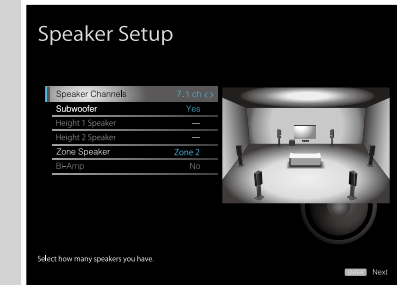 Speaker Setup
Speaker Channels 7.1 ch < >
Subwoofer Yes
Height 1 Speaker —
Height 2 Speaker —
Zone Speaker Zone 2
Bi-Amp No
Select how many speakers you have.
ENTER Next